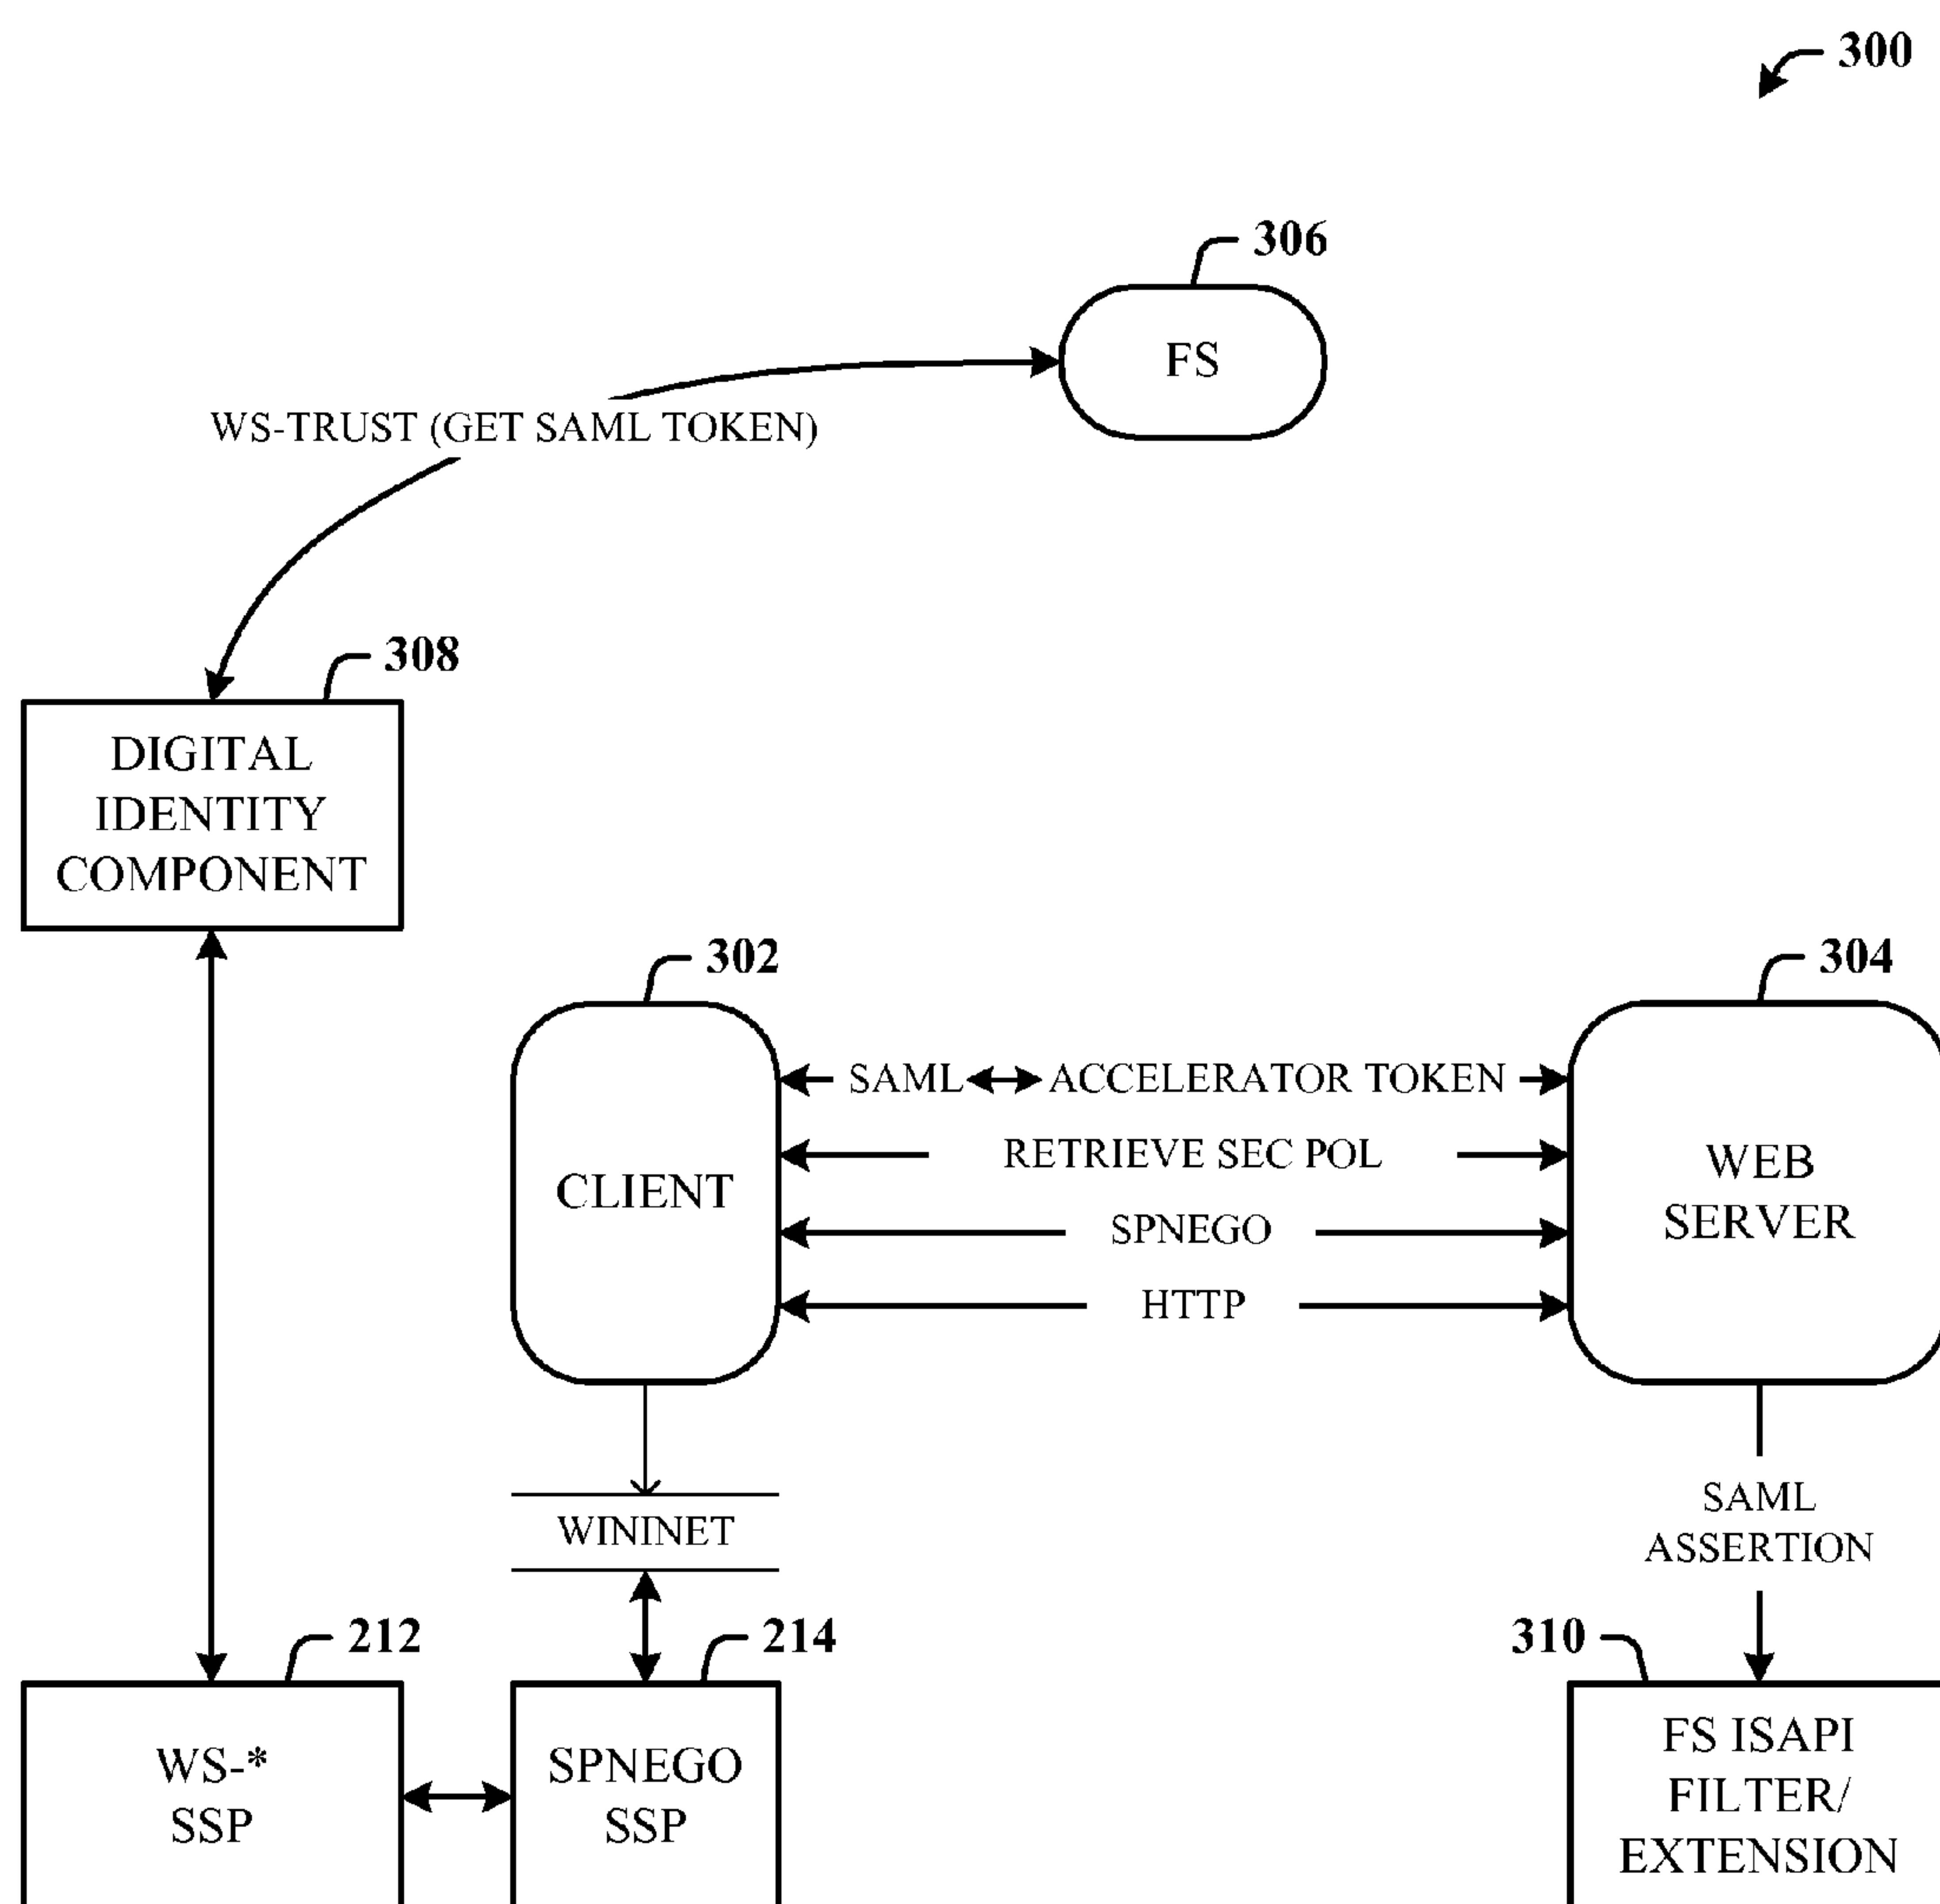 300
306
FS
WS-TRUST (GET SAML TOKEN)
308
DIGITAL
IDENTITY
COMPONENT
302
304
SAML ACCELERATOR TOKEN
RETRIEVE SEC POL
CLIENT
WEB
SERVER
SPNEGO
HTTP
SAML
ASSERTION
WININET
212
214
310
WS-*
SSP
SPNEGO
SSP
FS ISAPI
FILTER/
EXTENSION